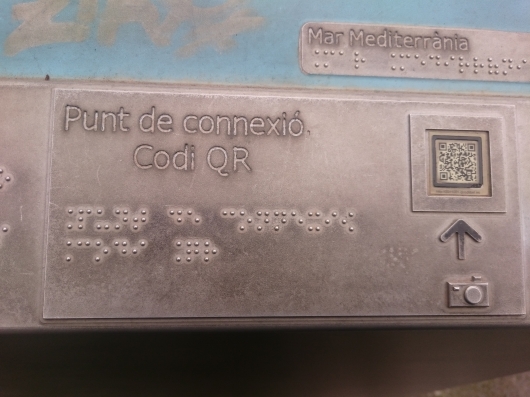 Mar Mediterrània
Punt de connexió.
Codi QR